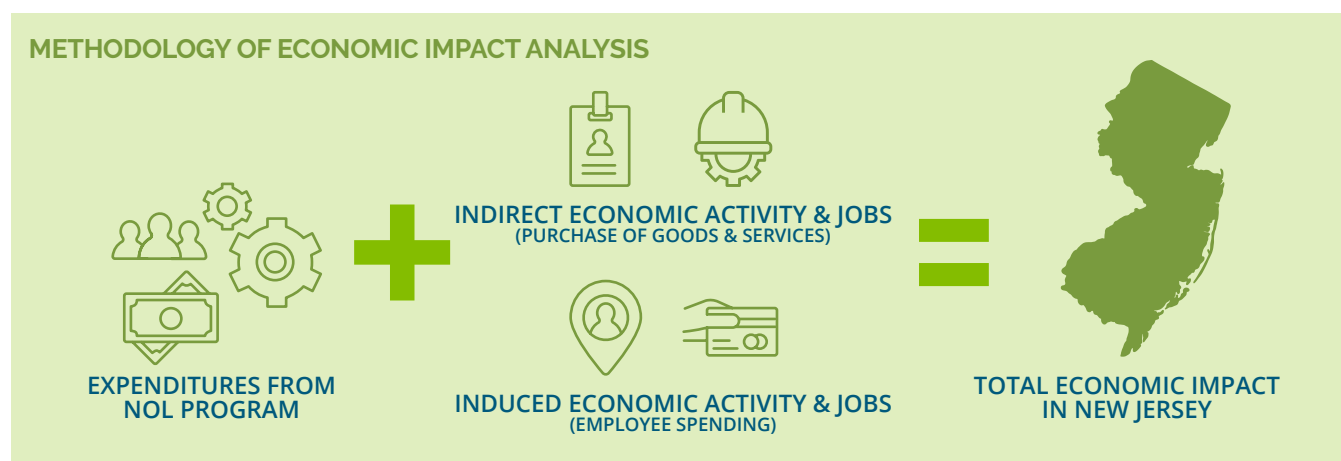 METHODOLOGY OF ECONOMIC IMPACT ANALYSIS
EXPENDITURES FROM
NOL PROGRAM
INDIRECT ECONOMIC ACTIVITY & JOBS
(PURCHASE OF GOODS & SERVICES)
INDUCED ECONOMIC ACTIVITY & JOBS
(EMPLOYEE SPENDING)
TOTAL ECONOMIC IMPACT
IN NEW JERSEY